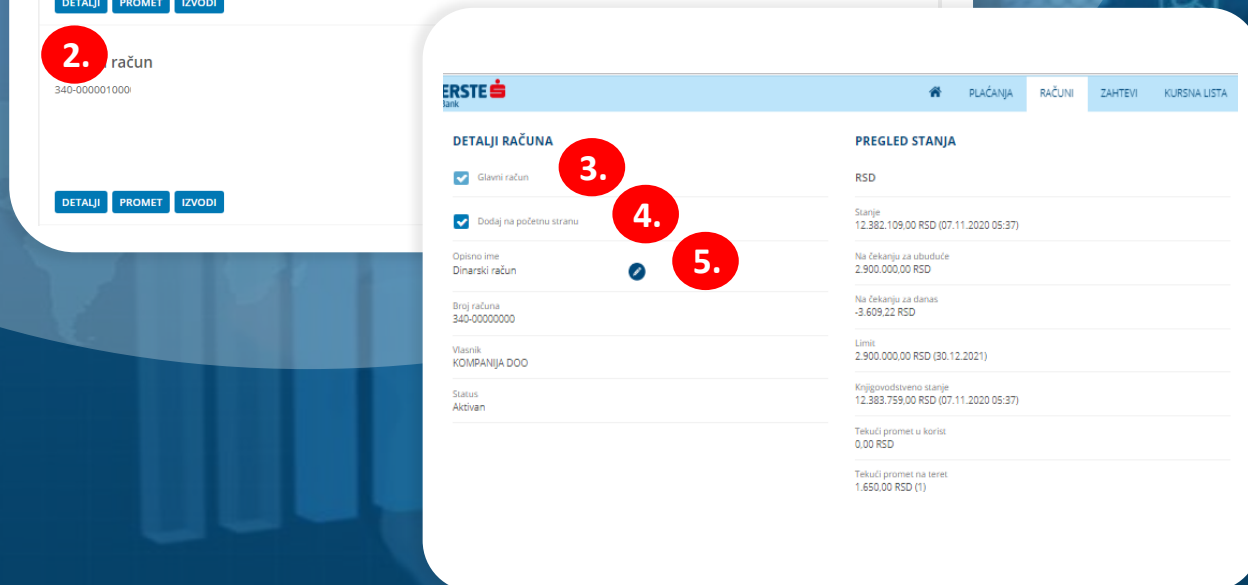 DETALJI PROMET IZVODI
2. račun
340-000001000
DETALJI PROMET IZVODI
ERSTE
Bank
PLAĆANJA RAČUNI ZAHTEVI KURSNA LISTA
DETALJI RAČUNA
Glavni račun
3.
Dodaj na početnu stranu
4.
Opisno ime
Dinarski račun
5.
Broj računa
340-00000000
Vlasnik
KOMPANIJA DOO
Status
Aktivan
PREGLED STANJA
RSD
Stanje
12.382.109,00 RSD (07.11.2020 05:37)
Na čekanju za ubuduće
2.900.000,00 RSD
Na čekanju za danas
-3.609,22 RSD
Limit
2.900.000,00 RSD (30.12.2021)
Knjigovodstveno stanje
12.383.759,00 RSD (07.11.2020 05:37)
Tekući promet u korist
0,00 RSD
Tekući promet na teret
1.650,00 RSD (1)